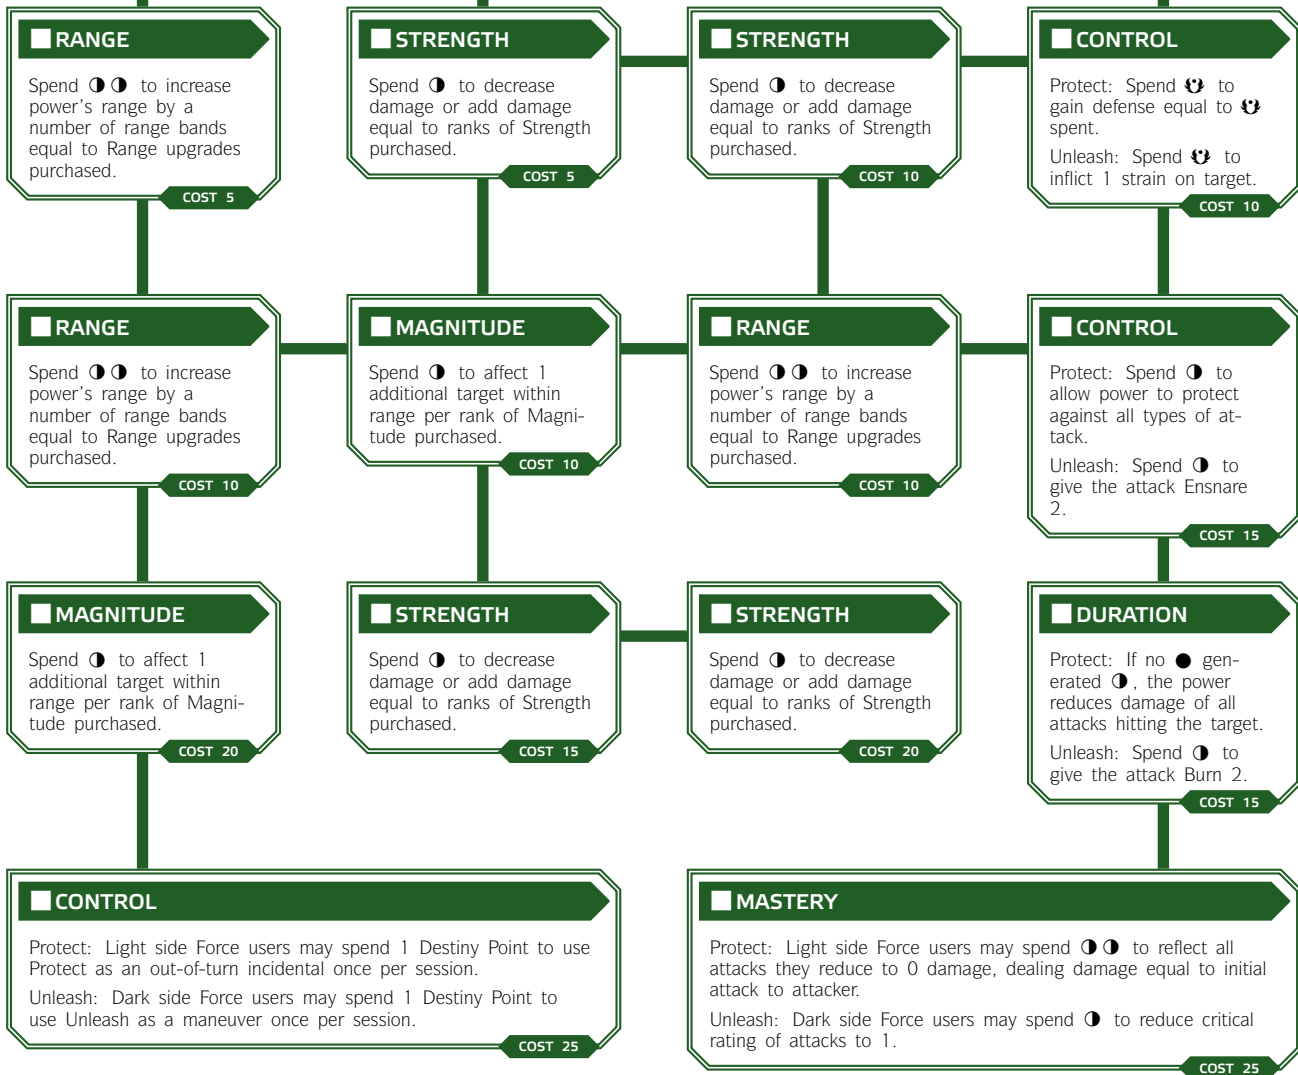 RANGE
Spend ◑◑ to increase
power's range by a
number of range bands
equal to Range upgrades
purchased.
COST 5
STRENGTH
Spend ◑ to decrease
damage or add damage
equal to ranks of Strength
purchased.
COST 5
STRENGTH
Spend ◑ to decrease
damage or add damage
equal to ranks of Strength
purchased.
COST 10
CONTROL
Protect: Spend to
gain defense equal to
spent.
Unleash: Spend to
inflict 1 strain on target.
COST 10
RANGE
Spend ◑◑ to increase
power's range by a
number of range bands
equal to Range upgrades
purchased.
COST 10
MAGNITUDE
Spend ◑ to affect 1
additional target within
range per rank of Magni-
tude purchased.
COST 10
RANGE
Spend ◑◑ to increase
power's range by a
number of range bands
equal to Range upgrades
purchased.
COST 10
CONTROL
Protect: Spend ◑ to
allow power to protect
against all types of at-
tack.
Unleash: Spend ◑ to
give the attack Ensnare
2.
COST 15
MAGNITUDE
Spend ◑ to affect 1
additional target within
range per rank of Magni-
tude purchased.
COST 20
STRENGTH
Spend ◑ to decrease
damage or add damage
equal to ranks of Strength
purchased.
COST 15
STRENGTH
Spend ◑ to decrease
damage or add damage
equal to ranks of Strength
purchased.
COST 20
DURATION
Protect: If no ● gen-
erated ◑, the power
reduces damage of all
attacks hitting the target.
Unleash: Spend ◑ to
give the attack Burn 2.
COST 15
CONTROL
Protect: Light side Force users may spend 1 Destiny Point to use
Protect as an out-of-turn incidental once per session.
Unleash: Dark side Force users may spend 1 Destiny Point to
use Unleash as a maneuver once per session.
COST 25
MASTERY
Protect: Light side Force users may spend ◑◑ to reflect all
attacks they reduce to 0 damage, dealing damage equal to initial
attack to attacker.
Unleash: Dark side Force users may spend ◑ to reduce critical
rating of attacks to 1.
COST 25